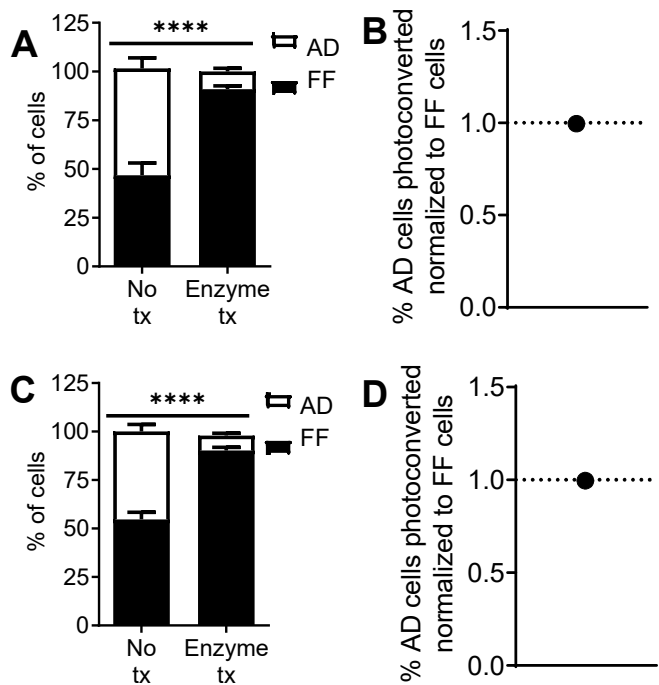 A
% of cells
125
100
75
50
25
0
****
AD
FF
No tx
Enzyme tx
B
% AD cells photoconverted
normalized to FF cells
1.5
1.0
0.5
0.0
C
% of cells
125
100
75
50
25
0
****
AD
FF
No tx
Enzyme tx
D
% AD cells photoconverted
normalized to FF cells
1.5
1.0
0.5
0.0